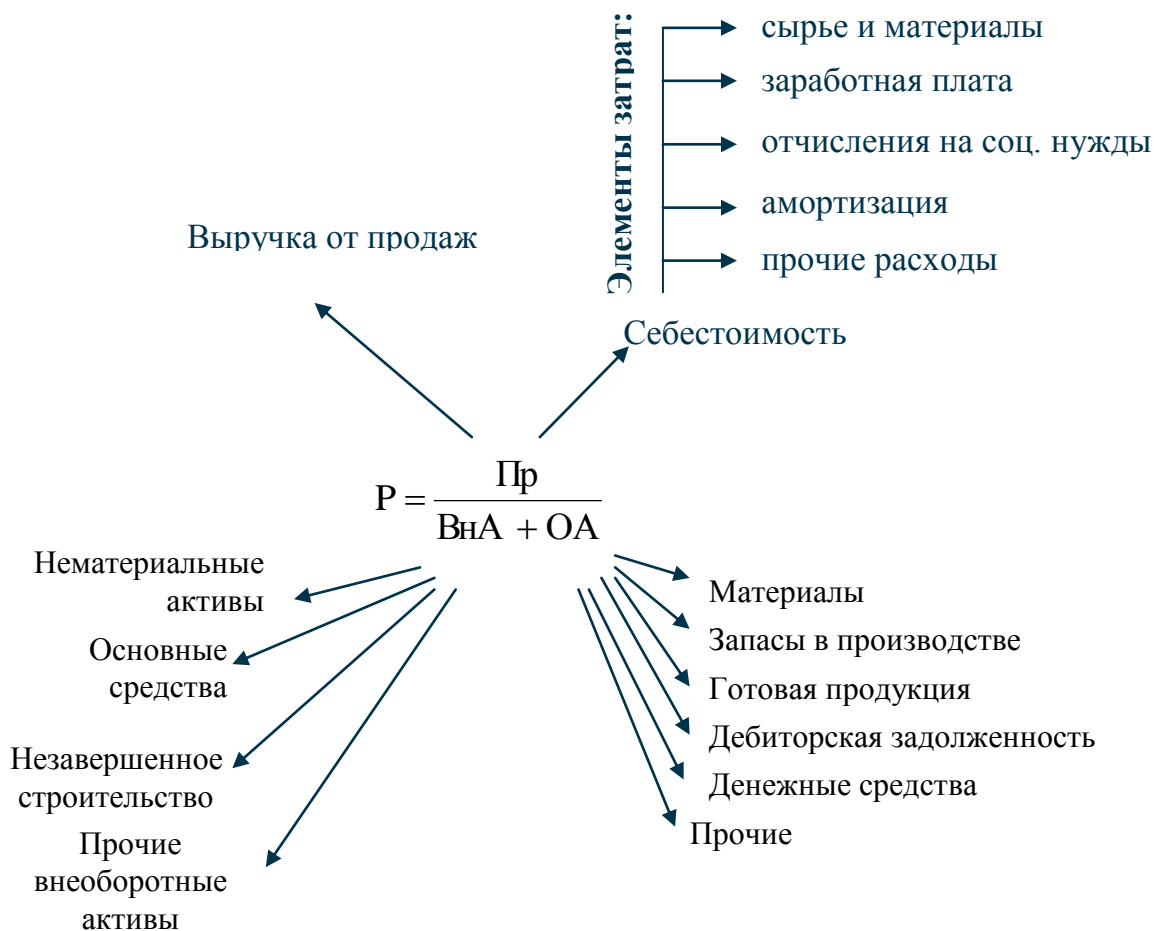 Элементы затрат:
сырье и материалы
заработная плата
отчисления на соц. нужды
амортизация
прочие расходы
Выручка от продаж
Себестоимость
Р = Пр / ВнА + ОА
Нематериальные
активы
Основные
средства
Незавершенное
строительство
Прочие
внеоборотные
активы
Материалы
Запасы в производстве
Готовая продукция
Дебиторская задолженность
Денежные средства
Прочие